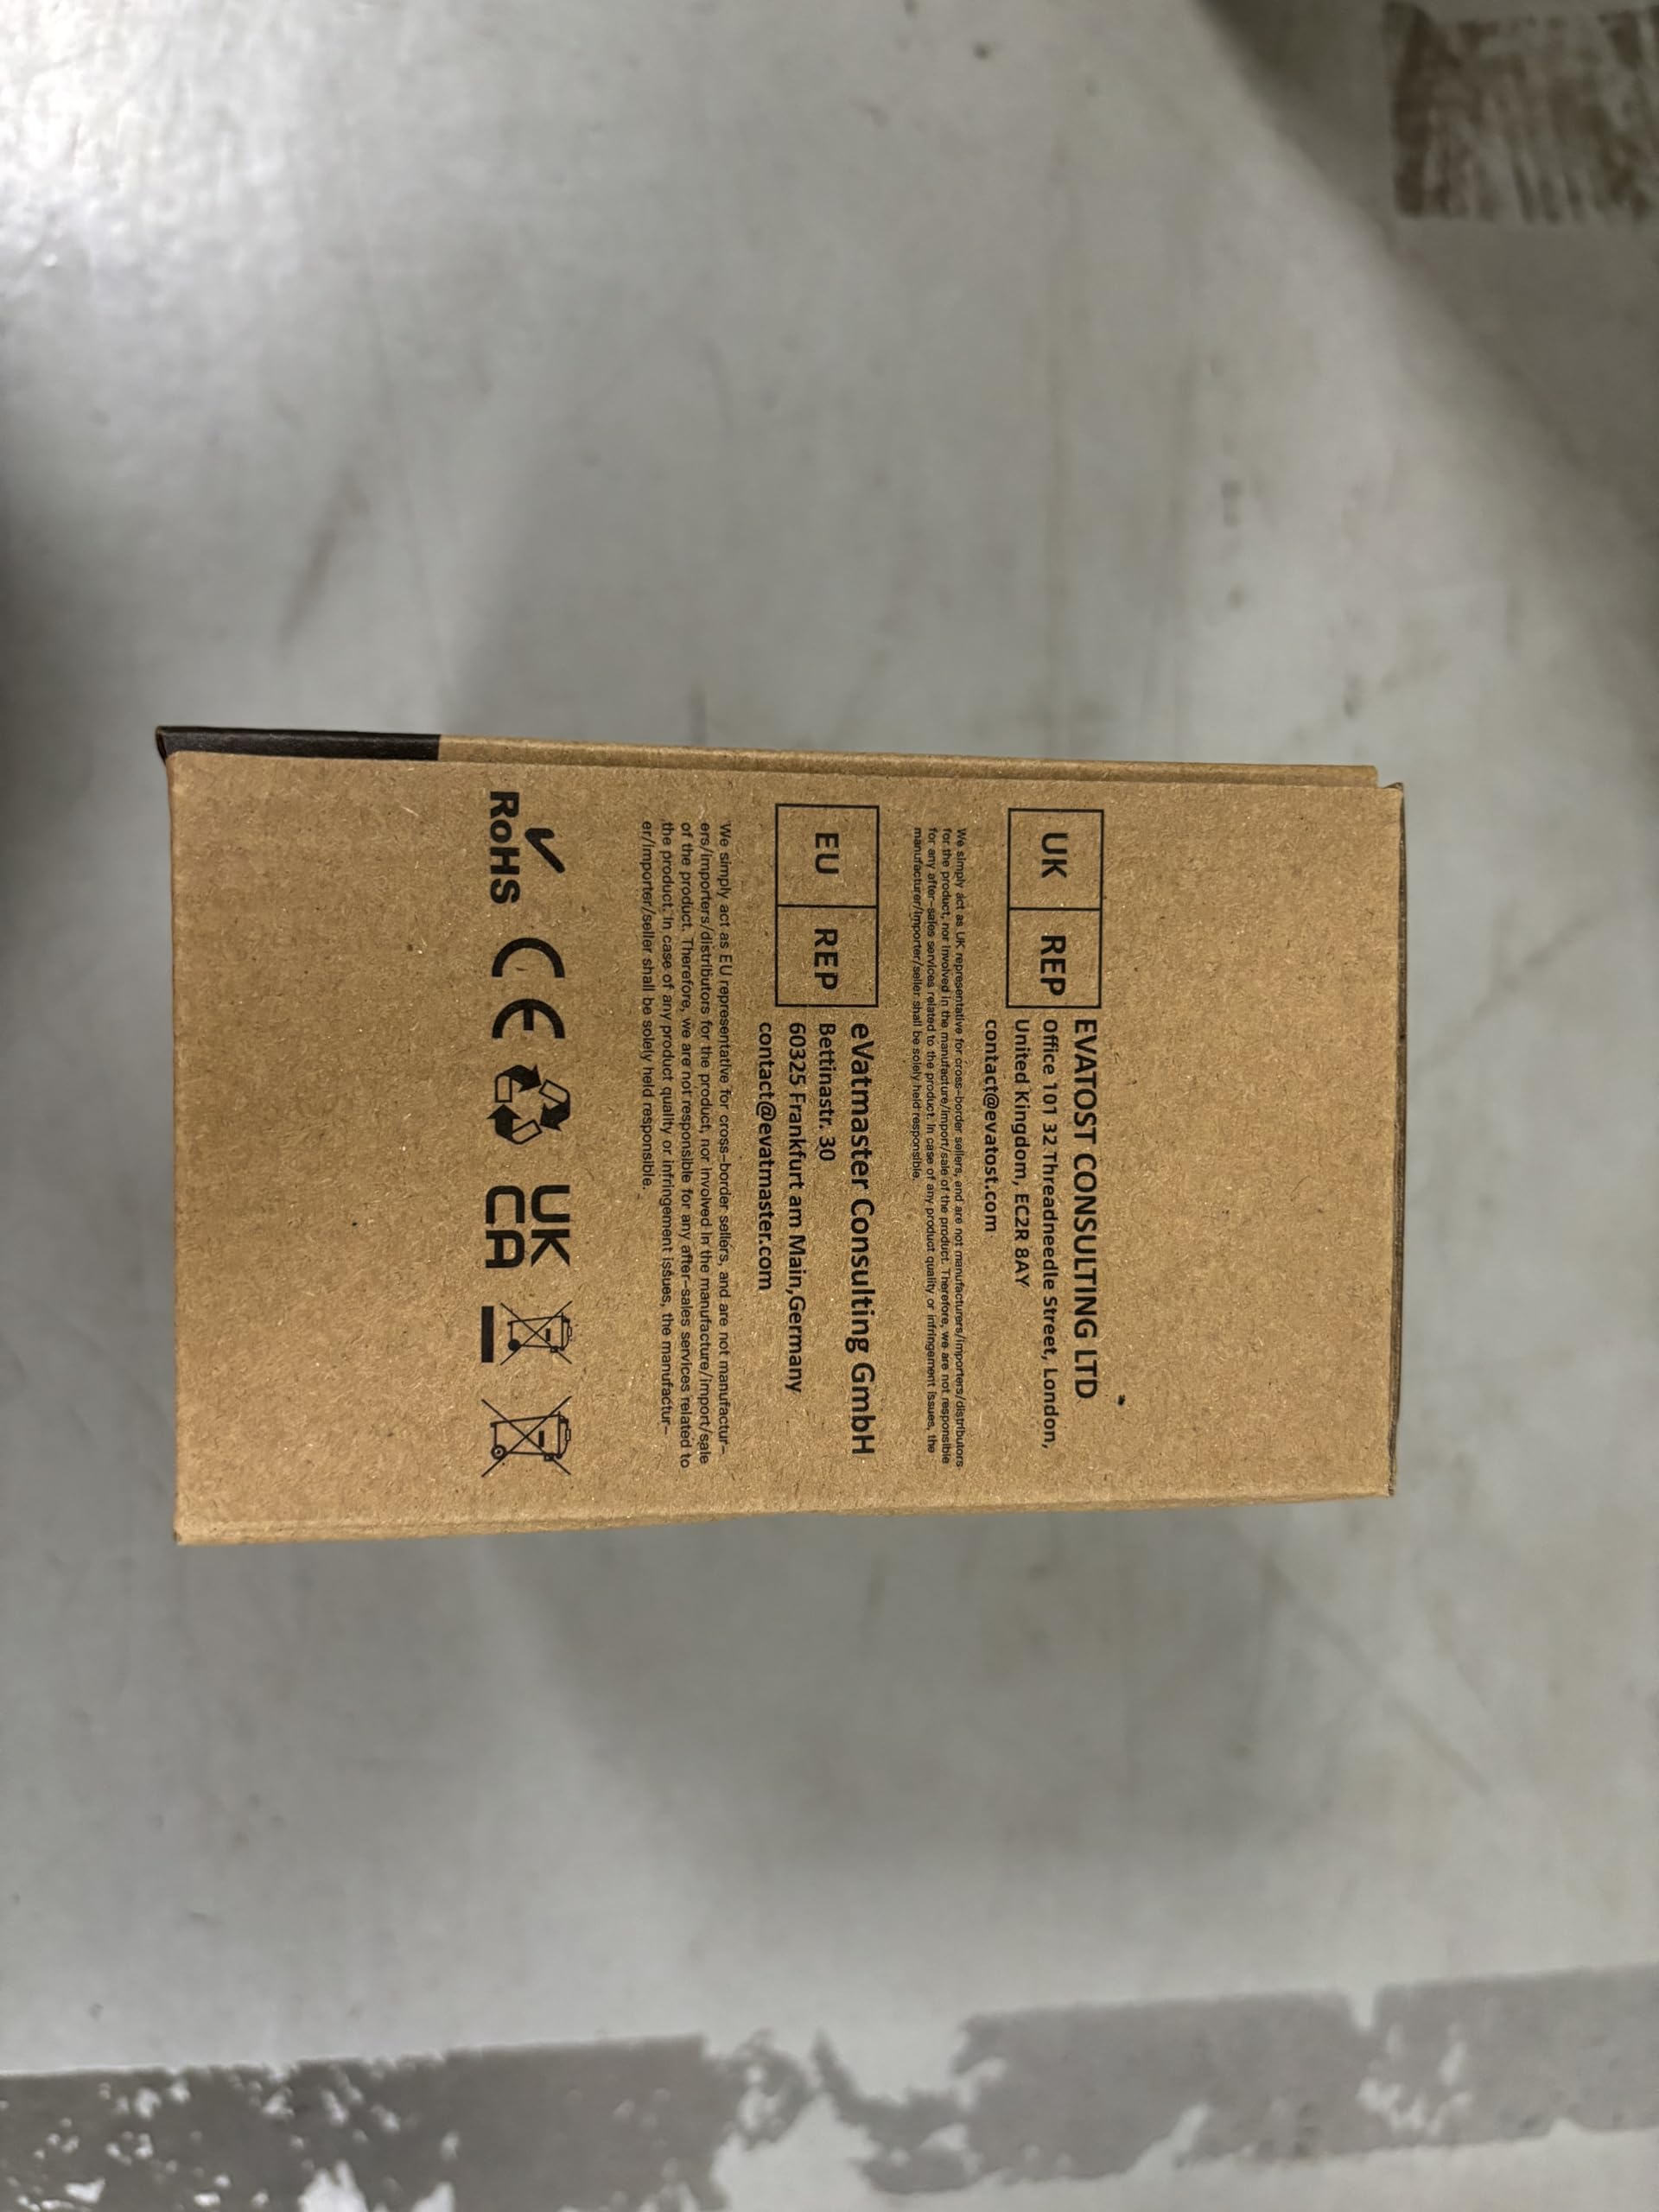 UK REP
EVATOST CONSULTING LTD
Office 101 32 Threadneedle Street, London,
United Kingdom, EC2R 8AY
contact@evatost.com
We simply act as UK representative for cross-border sellers, and are not manufacturers/importers/distributors
for the product, nor involved in the manufacture/import/sale of the product. Therefore, we are not responsible
for any after-sales services related to the product. In case of any product quality or infringement issues, the
manufacturer/importer/seller shall be solely held responsible.
EU REP
eVatmaster Consulting GmbH
Bettinastr. 30
60325 Frankfurt am Main,Germany
contact@evatmaster.com
We simply act as EU representative for cross-border sellers, and are not manufactur-
ers/importers/distributors for the product, nor involved in the manufacture/import/sale
of the product. Therefore, we are not responsible for any after-sales services related to
the product. In case of any product quality or infringement issues, the manufactur-
er/importer/seller shall be solely held responsible.
RoHS CE UK
CA